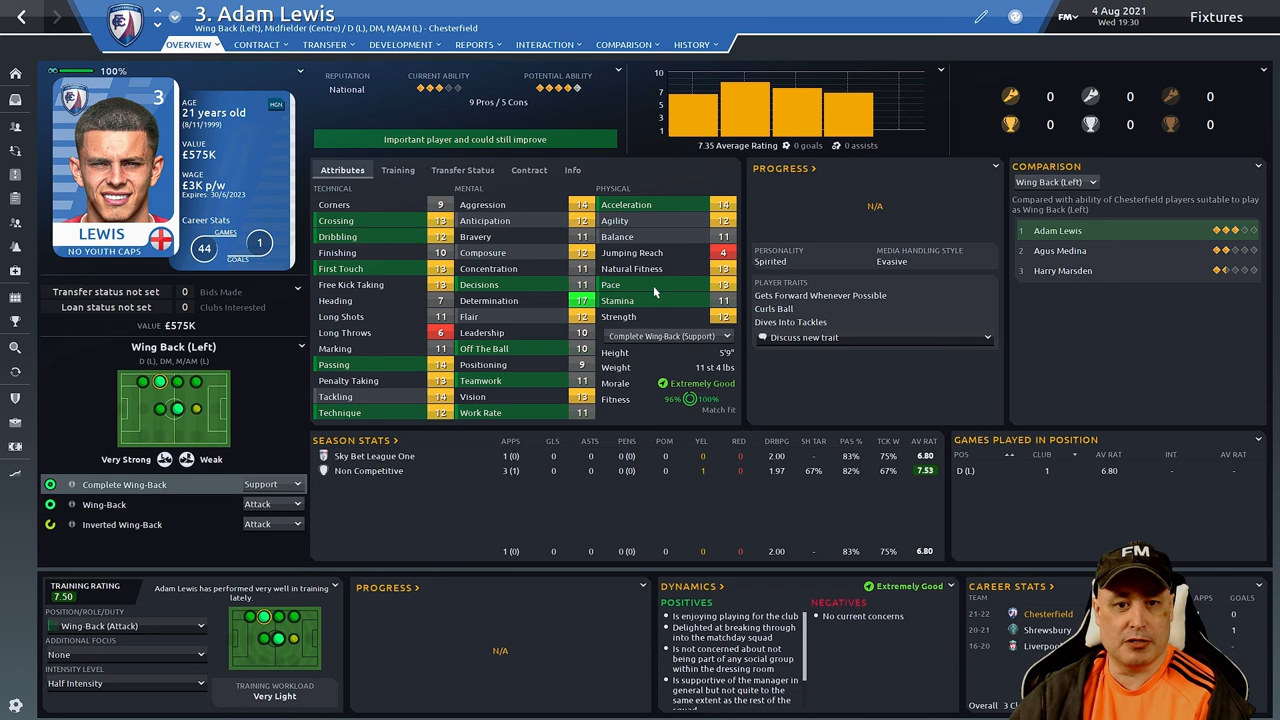 3. Adam Lewis
Wing Back (Left), Midfielder (Centre) / D (L), DM, M/AM (L) - Chesterfield
FM
4 Aug 2021
Wed 19:30
Fixtures
OVERVIEW
CONTRACT
TRANSFER
DEVELOPMENT
REPORTS
INTERACTION
COMPARISON
HISTORY
100%
3
LEWIS
NO YOUTH CAPS
AGE
HGN
21 years old
(8/11/1999)
VALUE
£575K
WAGE
£3K p/w
Expires: 30/6/2023
Career Stats
GAMES
44
1
GOALS
Transfer status not set
0 Bids Made
Loan status not set
0 Clubs Interested
VALUE £575K
Wing Back (Left)
D (L), DM, M/AM (L)
Very Strong Weak
Complete Wing-Back Support
Wing-Back Attack
Inverted Wing-Back Attack
REPUTATION
National
CURRENT ABILITY
POTENTIAL ABILITY
9 Pros / 5 Cons
Important player and could still improve
10
7
5
3
1
7.35 Average Rating 0 goals 0 assists
0 0 0
0 0 0
Attributes Training Transfer Status Contract Info
TECHNICAL MENTAL PHYSICAL
Corners 9 Aggression 14 Acceleration 14
Crossing 13 Anticipation 12 Agility 12
Dribbling 12 Bravery 11 Balance 11
Finishing 10 Composure 12 Jumping Reach 4
First Touch 13 Concentration 11 Natural Fitness 13
Free Kick Taking 13 Decisions 11 Pace 13
Heading 7 Determination 17 Stamina 11
Long Shots 11 Flair 12 Strength 12
Long Throws 6 Leadership 10 Complete Wing-Back (Support)
Marking 11 Off The Ball 10 Height 5'9"
Passing 14 Positioning 9 Weight 11 st 4 lbs
Penalty Taking 13 Teamwork 11 Morale Extremely Good
Tackling 14 Vision 13 Fitness 96% 100%
Technique 12 Work Rate 11 Match fit
PROGRESS >
N/A
PERSONALITY
Spirited
MEDIA HANDLING STYLE
Evasive
PLAYER TRAITS
Gets Forward Whenever Possible
Curls Ball
Dives Into Tackles
Discuss new trait
COMPARISON
Wing Back (Left)
Compared with ability of Chesterfield players suitable to play
as Wing Back (Left)
1 Adam Lewis
2 Agus Medina
3 Harry Marsden
SEASON STATS > APPS GLS ASTS PENS POM YEL RED DRBPG SH TAR PAS % TCK W AV RAT
Sky Bet League One 1 (0) 0 0 0 (0) 0 0 0 2.00 - 83% 75% 6.80
Non Competitive 3 (1) 0 0 0 (0) 0 1 0 1.97 67% 82% 67% 7.53
1 (0) 0 0 0 (0) 0 0 0 2.00 - 83% 75% 6.80
GAMES PLAYED IN POSITION
POS CLUB AV RAT INT. AV RAT
D (L) 1 6.80 - -
TRAINING RATING
7.50
Adam Lewis has performed very well in training
lately.
POSITION/ROLE/DUTY
Wing-Back (Attack)
ADDITIONAL FOCUS
None
INTENSITY LEVEL
Half Intensity
TRAINING WORKLOAD
Very Light
PROGRESS >
N/A
DYNAMICS >
Extremely Good
POSITIVES
Is enjoying playing for the club
Delighted at breaking through
into the matchday squad
Is not concerned about not
being part of any social group
within the dressing room
Is supportive of the manager in
general but not quite to the
same extent as the rest of the
NEGATIVES
No current concerns
CAREER STATS >
TEAM APPS GOALS
21-22 Chesterfield 0
20-21 Shrewsbury 1
16-20
Overall
FM